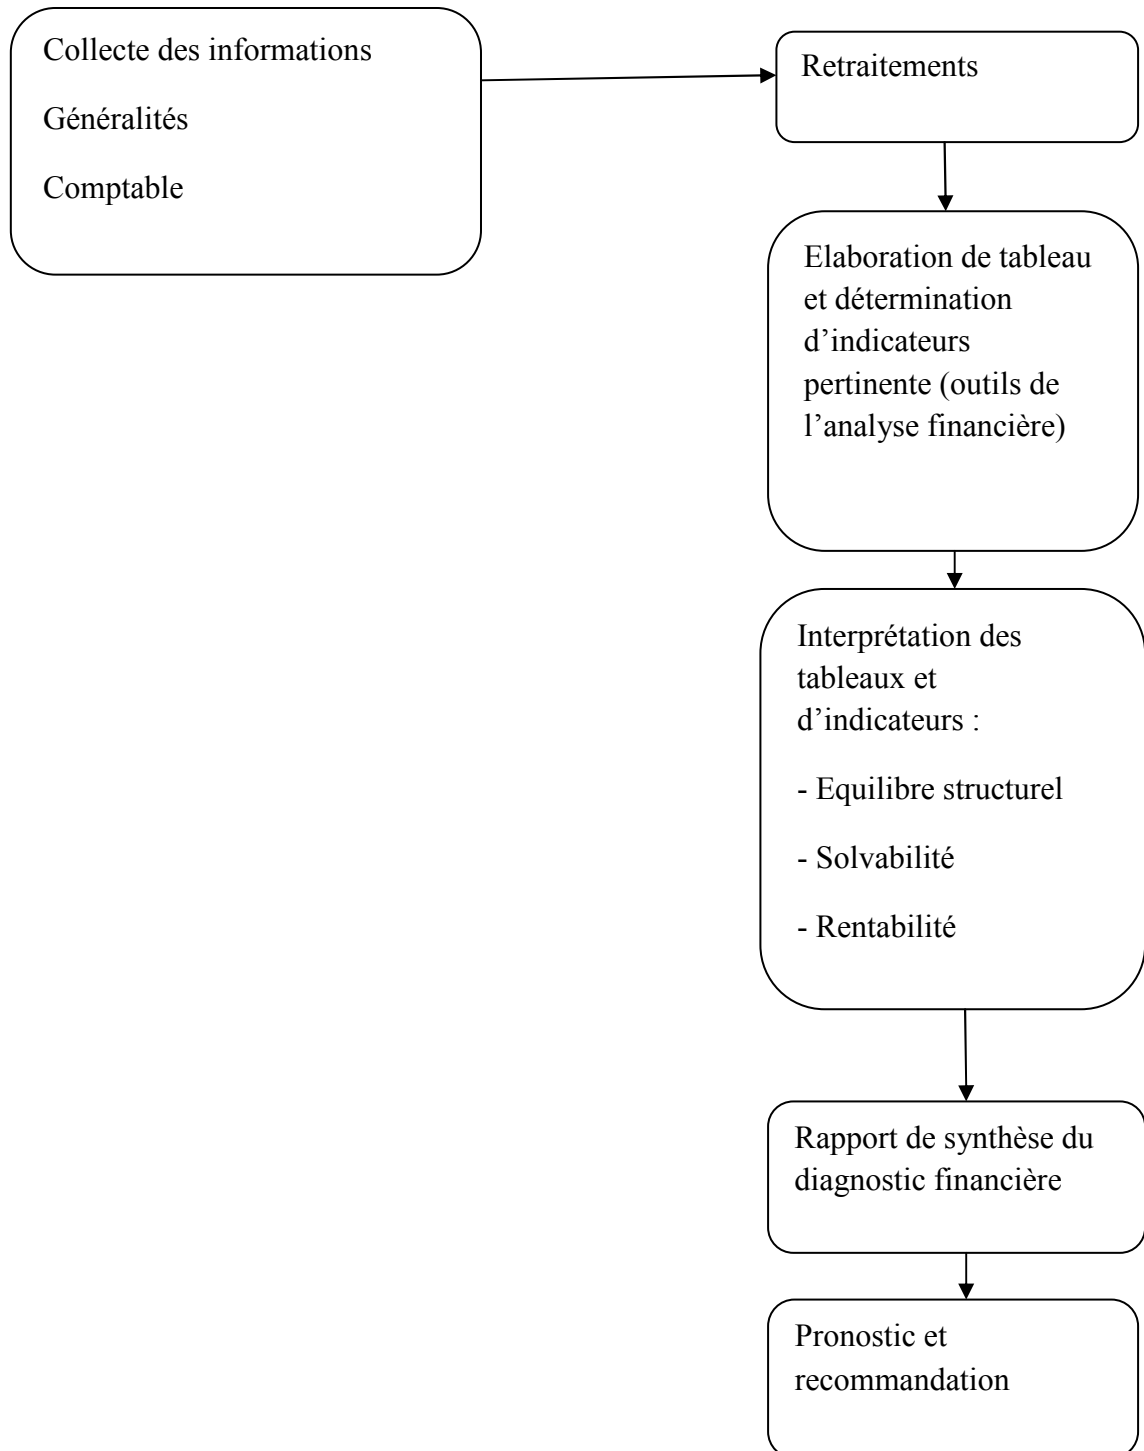 Collecte des informations
Généralités
Comptable
Retraitements
Elaboration de tableau
et détermination
d’indicateurs
pertinente (outils de
l’analyse financière)
Interprétation des
tableaux et
d’indicateurs :
- Equilibre structurel
- Solvabilité
- Rentabilité
Rapport de synthèse du
diagnostic financière
Pronostic et
recommandation